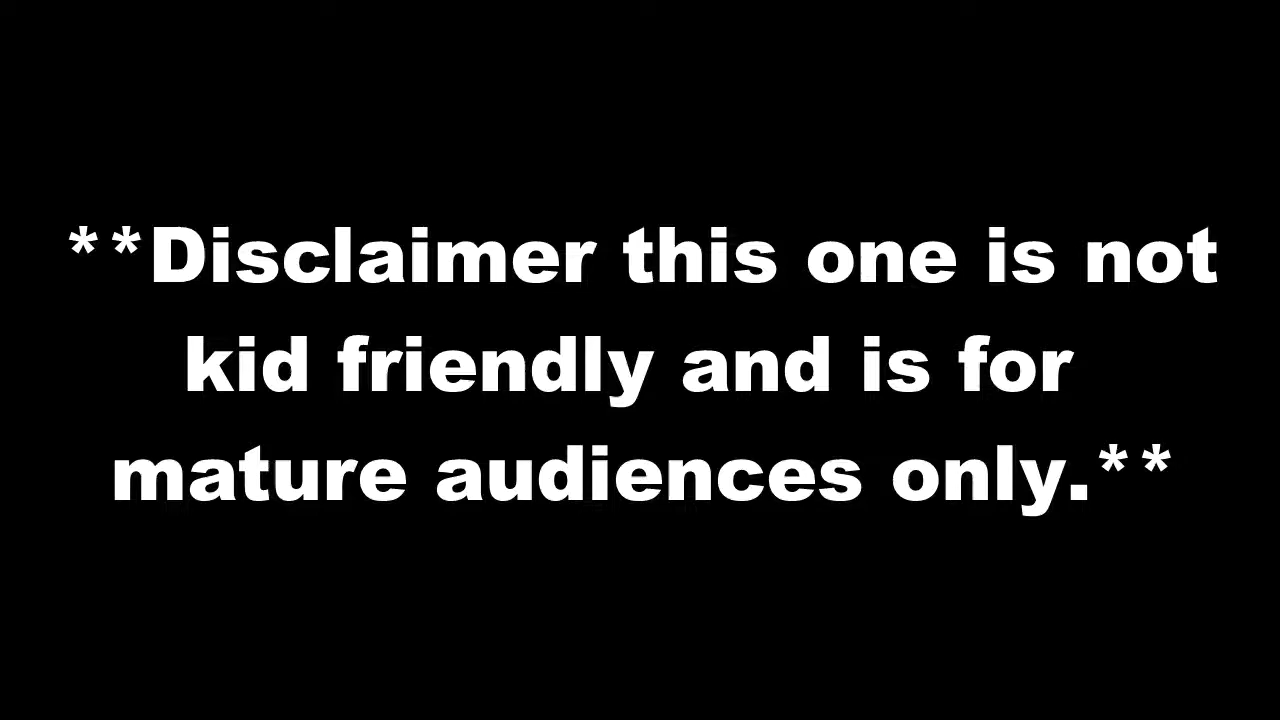 **Disclaimer this one is not
kid friendly and is for
mature audiences only.**